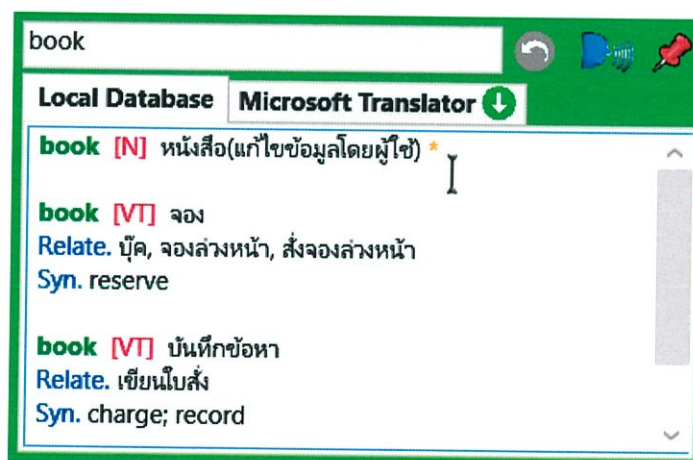 book
Local Database Microsoft Translator
book [N] หนังสือ(แก้ไขข้อมูลโดยผู้ใช้) *
book [VT] จอง
Relate. บุ๊ค, จองล่วงหน้า, สั่งจองล่วงหน้า
Syn. reserve
book [VT] บันทึกข้อหา
Relate. เขียนใบสั่ง
Syn. charge; record